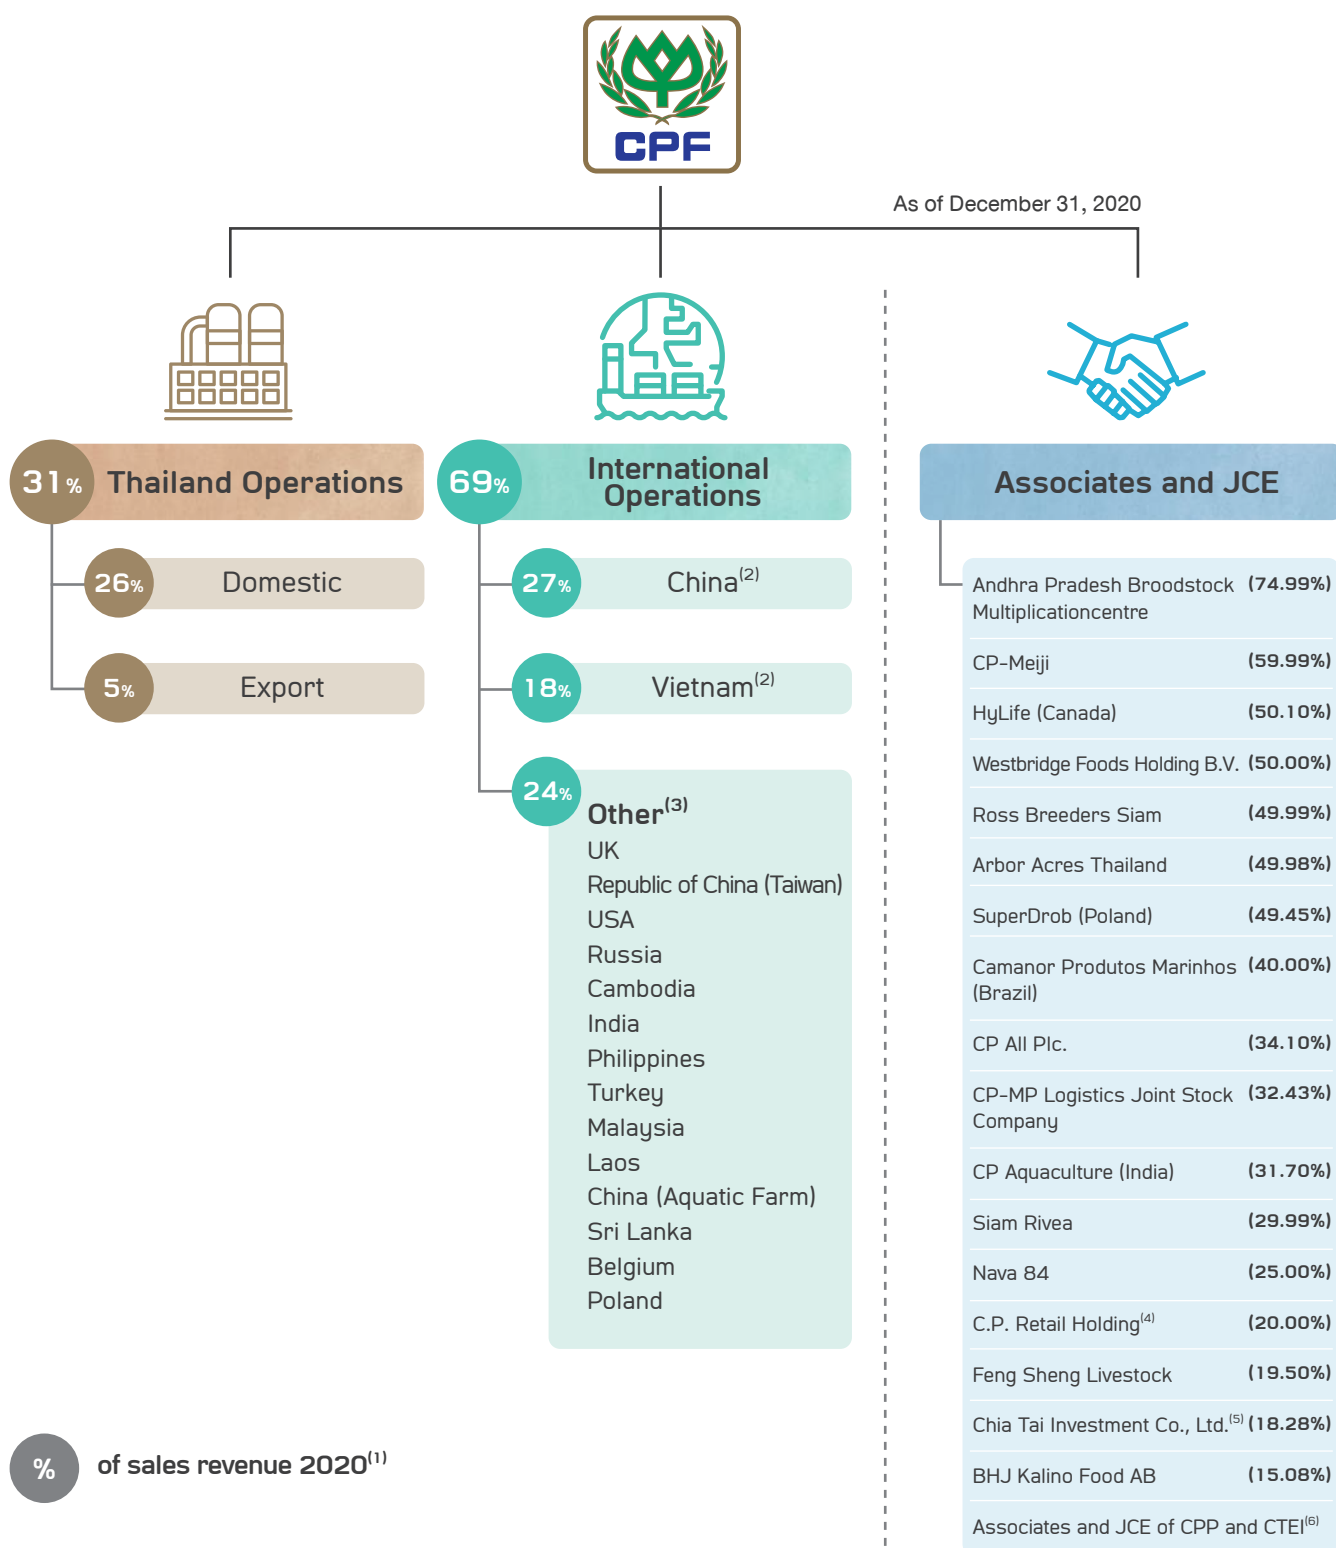 CPF
As of December 31, 2020
31% Thailand Operations
26% Domestic
5% Export
69% International
Operations
27% China(2)
18% Vietnam(2)
24%
Other(3)
UK
Republic of China (Taiwan)
USA
Russia
Cambodia
India
Philippines
Turkey
Malaysia
Laos
China (Aquatic Farm)
Sri Lanka
Belgium
Poland
Associates and JCE
Andhra Pradesh Broodstock (74.99%)
Multiplicationcentre
CP-Meiji (59.99%)
HyLife (Canada) (50.10%)
Westbridge Foods Holding B.V. (50.00%)
Ross Breeders Siam (49.99%)
Arbor Acres Thailand (49.98%)
SuperDrob (Poland) (49.45%)
Camanor Produtos Marinhos (40.00%)
(Brazil)
CP All Plc. (34.10%)
CP-MP Logistics Joint Stock (32.43%)
Company
CP Aquaculture (India) (31.70%)
Siam Rivea (29.99%)
Nava 84 (25.00%)
C.P. Retail Holding(4) (20.00%)
Feng Sheng Livestock (19.50%)
Chia Tai Investment Co., Ltd.(5) (18.28%)
BHJ Kalino Food AB (15.08%)
Associates and JCE of CPP and CTEI(6)
% of sales revenue 2020(1)